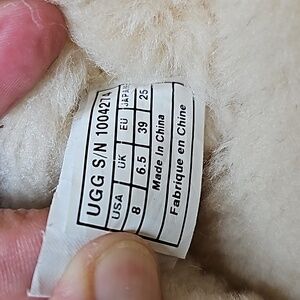 UGG S/N 1004214
USA UK EU JAPAN
8 6.5 39 25
Made in China
Fabriqué en Chine